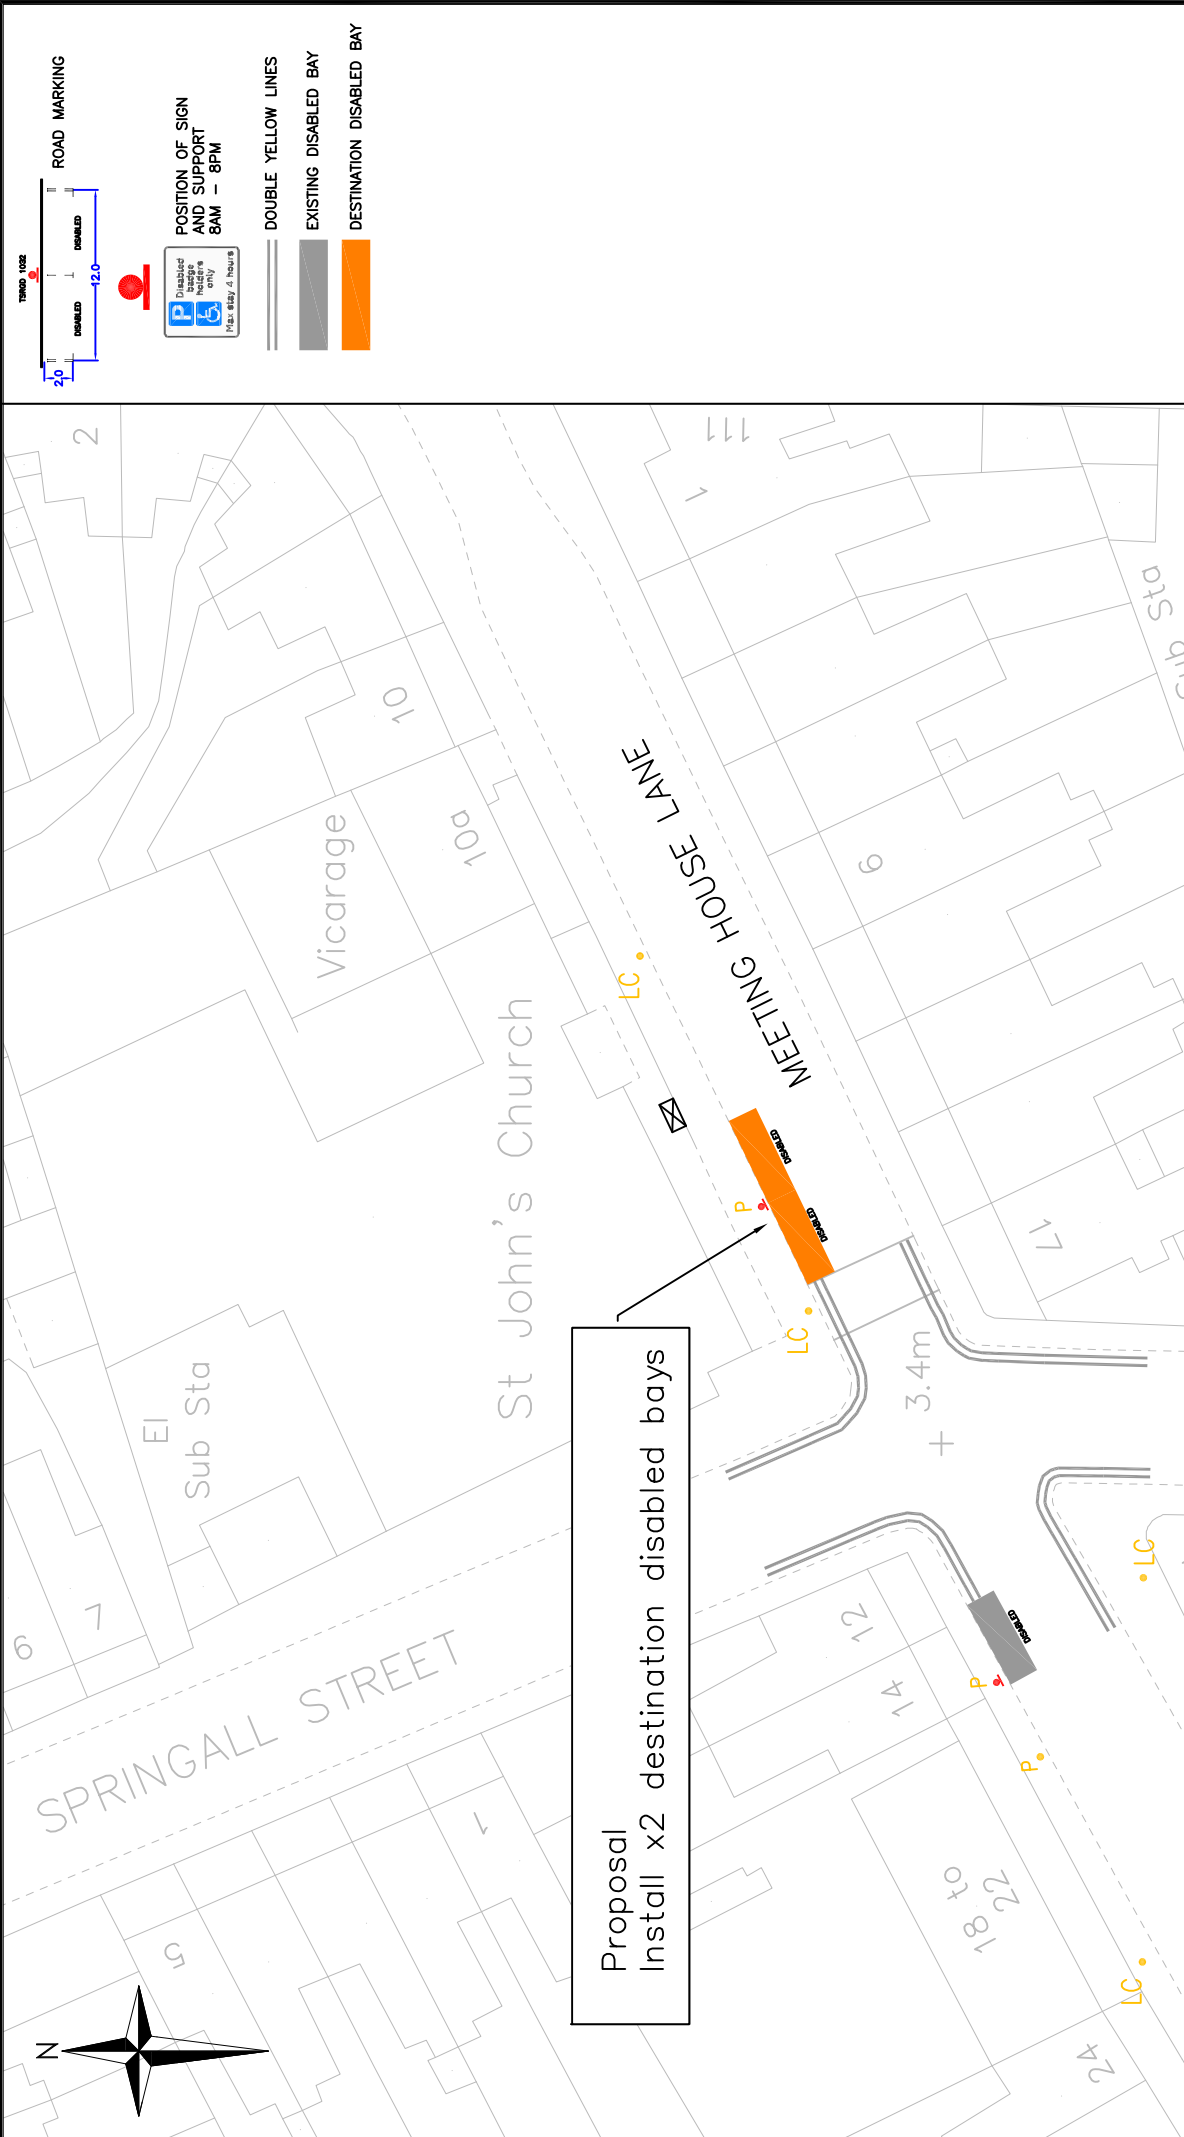 N
SPRINGALL STREET
6
7
5
1
El
Sub Sta
St John's Church
Vicarage
2
10
10a
Proposal
Install x2 destination disabled bays
LC
P
LC
DISABLED
DISABLED
MEETING HOUSE LANE
1
111
9
17
Sub Sta
3.4m
12
14
18 to
22
24
P
DISABLED
P
LC
LC
TSRGD 1032
ROAD MARKING
DISABLED
DISABLED
12.0
2.0
POSITION OF SIGN
AND SUPPORT
8AM - 8PM
P Disabled
badge
holders
only
Max stay 4 hours
DOUBLE YELLOW LINES
EXISTING DISABLED BAY
DESTINATION DISABLED BAY